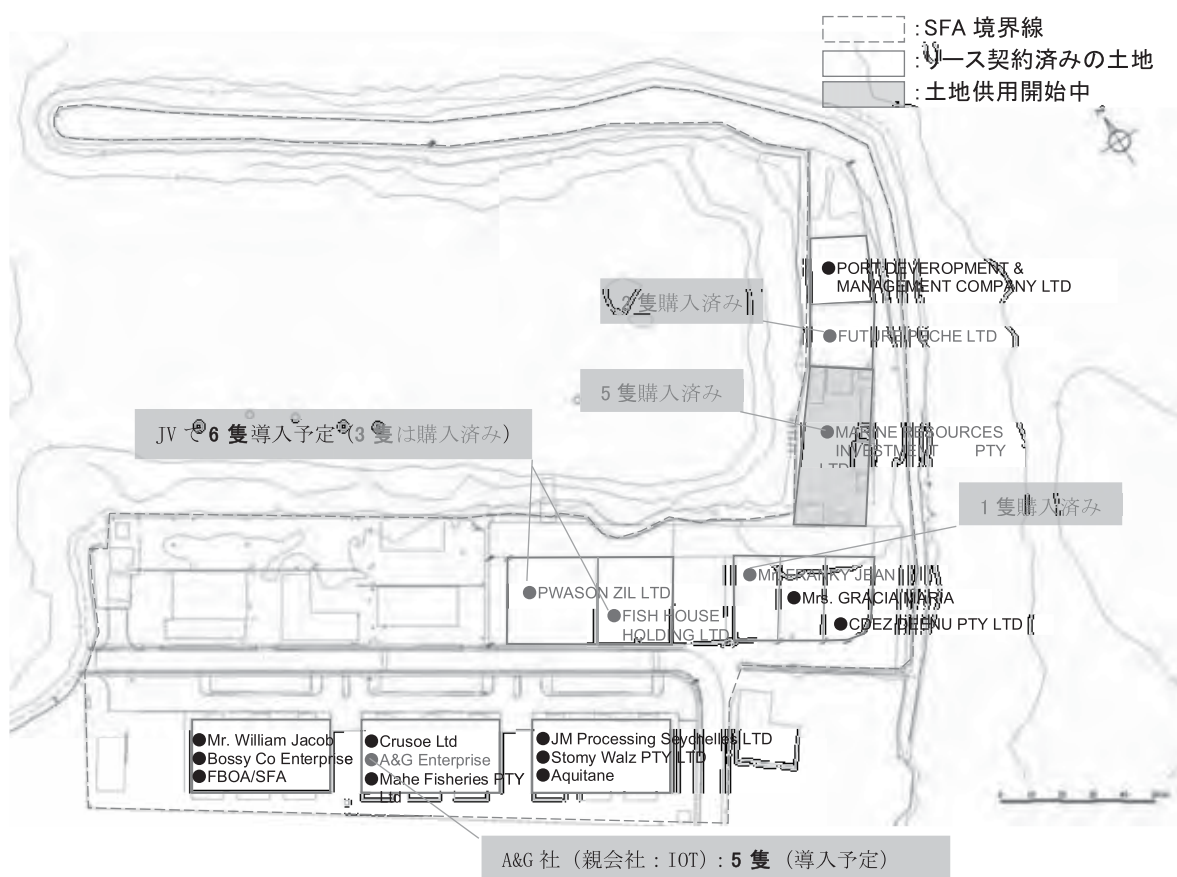 ：SFA 境界線
：リース契約済みの土地
：土地供用開始中
●PORT DEVEROPMENT &
MANAGEMENT COMPANY LTD
隻購入済み
●FUTURE PECHE LTD
5 隻購入済み
JV で 6 隻導入予定（3 隻は購入済み）
●MARINE RESOURCES
INVESTMENT PTY
LTD
1 隻購入済み
●Mr. FRANKY JEAN
●PWASON ZIL LTD
●Mrs. GRACIA MARIA
●FISH HOUSE
HOLDING LTD
●CDEZ DEENU PTY LTD
●Mr. William Jacob
●Bossy Co Enterprise
●FBOA/SFA
●Crusoe Ltd
●A&G Enterprise
●Mahe Fisheries PTY
Ltd
●JM Processing Seychelles LTD
●Stomy Walz PTY LTD
●Aquitane
A&G 社（親会社：IOT）：5 隻（導入予定）